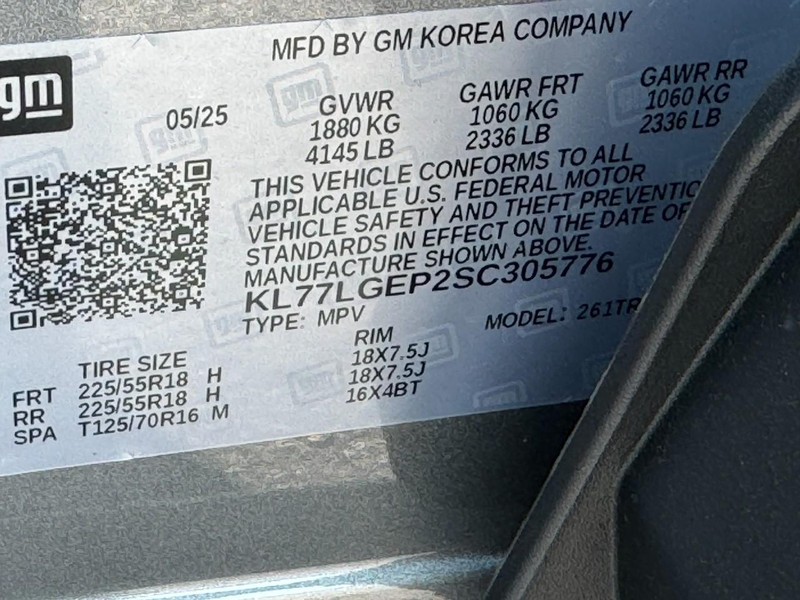 gm
MFD BY GM KOREA COMPANY
05/25
GVWR GAWR FRT GAWR RR
1880 KG 1060 KG 1060 KG
4145 LB 2336 LB 2336 LB
THIS VEHICLE CONFORMS TO ALL
APPLICABLE U.S. FEDERAL MOTOR
VEHICLE SAFETY AND THEFT PREVENTIO
STANDARDS IN EFFECT ON THE DATE OF
MANUFACTURE SHOWN ABOVE.
KL77LGEP2SC305776
TYPE: MPV MODEL: 261TR
TIRE SIZE RIM
FRT 225/55R18 H 18X7.5J
RR 225/55R18 H 18X7.5J
SPA T125/70R16 M 16X4BT